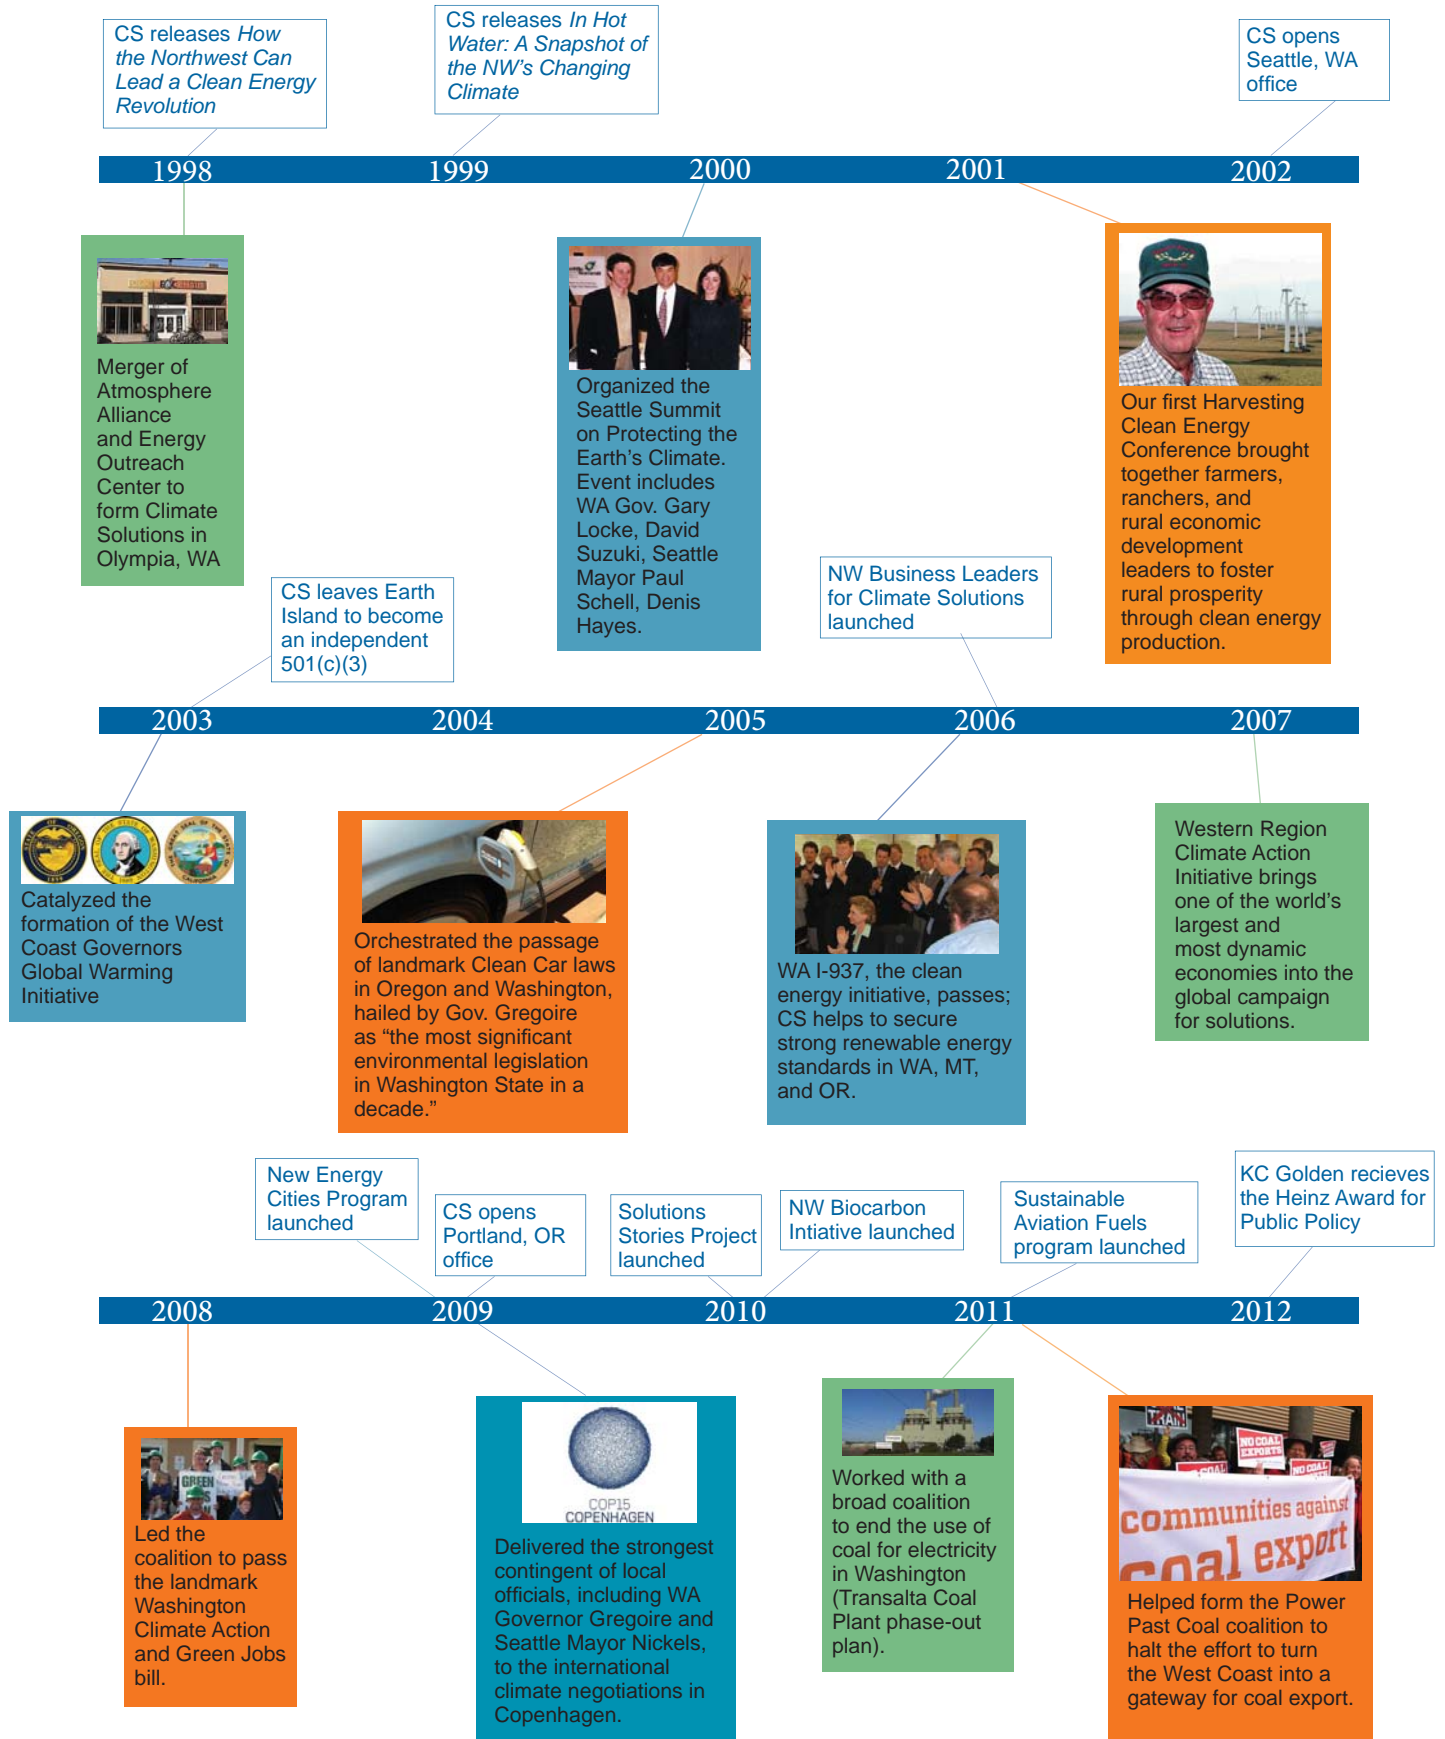 CS releases How
the Northwest Can
Lead a Clean Energy
Revolution
CS releases In Hot
Water: A Snapshot of
the NW's Changing
Climate
CS opens
Seattle, WA
office
1998 1999 2000 2001 2002
Merger of
Atmosphere
Alliance
and Energy
Outreach
Center to
form Climate
Solutions in
Olympia, WA
Organized the
Seattle Summit
on Protecting the
Earth's Climate.
Event includes
WA Gov. Gary
Locke, David
Suzuki, Seattle
Mayor Paul
Schell, Denis
Hayes.
Our first Harvesting
Clean Energy
Conference brought
together farmers,
ranchers, and
rural economic
development
leaders to foster
rural prosperity
through clean energy
production.
CS leaves Earth
Island to become
an independent
501(c)(3)
NW Business Leaders
for Climate Solutions
launched
2003 2004 2005 2006 2007
Catalyzed the
formation of the West
Coast Governors
Global Warming
Initiative
Orchestrated the passage
of landmark Clean Car laws
in Oregon and Washington,
hailed by Gov. Gregoire
as “the most significant
environmental legislation
in Washington State in a
decade.”
WA I-937, the clean
energy initiative, passes;
CS helps to secure
strong renewable energy
standards in WA, MT,
and OR.
Western Region
Climate Action
Initiative brings
one of the world's
largest and
most dynamic
economies into the
global campaign
for solutions.
New Energy
Cities Program
launched
CS opens
Portland, OR
office
Solutions
Stories Project
launched
NW Biocarbon
Intiative launched
Sustainable
Aviation Fuels
program launched
KC Golden recieves
the Heinz Award for
Public Policy
2008 2009 2010 2011 2012
GREEN
Led the
coalition to pass
the landmark
Washington
Climate Action
and Green Jobs
bill.
COP15
COPENHAGEN
Delivered the strongest
contingent of local
officials, including WA
Governor Gregoire and
Seattle Mayor Nickels,
to the international
climate negotiations in
Copenhagen.
Worked with a
broad coalition
to end the use of
coal for electricity
in Washington
(Transalta Coal
Plant phase-out
plan).
TRAIN
NO COAL
EXPORTS
COAL
NO COAL
communities against
coal export
Helped form the Power
Past Coal coalition to
halt the effort to turn
the West Coast into a
gateway for coal export.